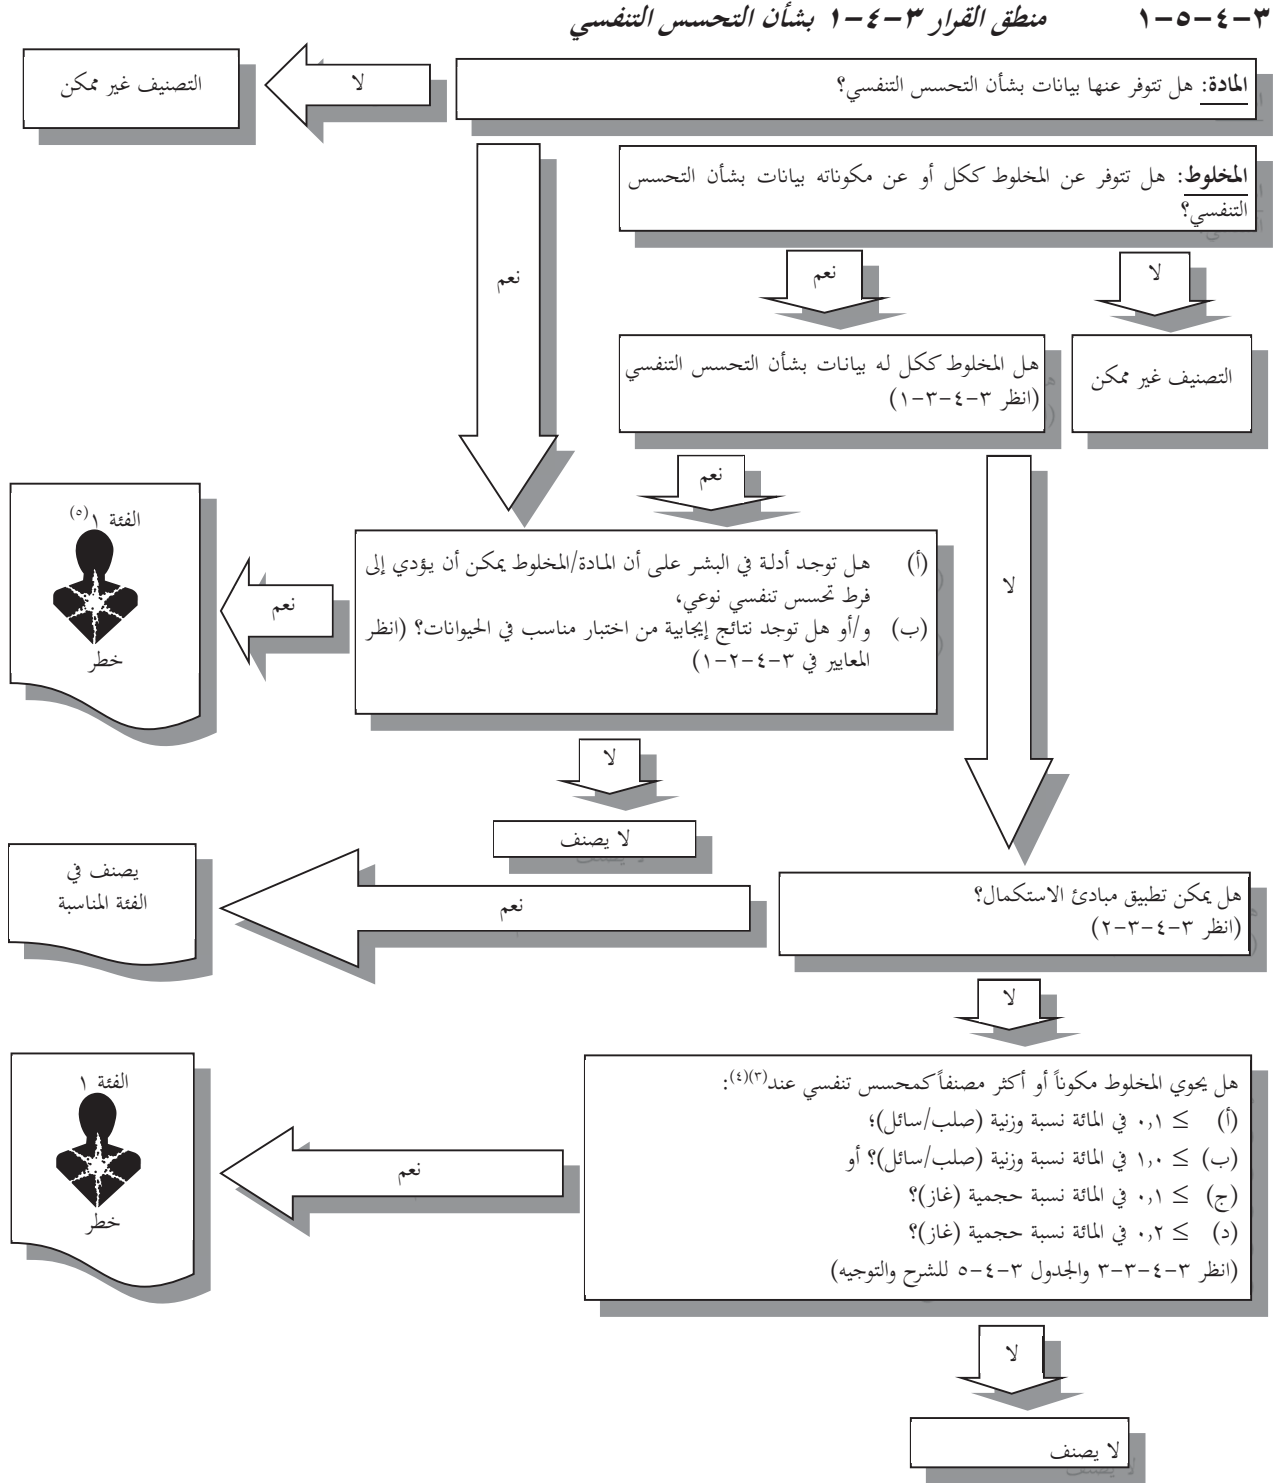 ٣-٤-٥-١ منطق القرار ٣-٤-١ بشأن التحسس التنفسي
المادة: هل تتوفر عنها بيانات بشأن التحسس التنفسي؟
لا
التصنيف غير ممكن
المخلوط: هل تتوفر عن المخلوط ككل أو عن مكوناته بيانات بشأن التحسس
التنفسي؟
نعم
نعم
لا
التصنيف غير ممكن
هل المخلوط ككل له بيانات بشأن التحسس التنفسي
(انظر ٣-٤-٣-١)
نعم
لا
(أ) هل توجد أدلة في البشر على أن المادة/المخلوط يمكن أن يؤدي إلى
فرط تحسس تنفسي نوعي،
(ب) و/أو هل توجد نتائج إيجابية من اختبار مناسب في الحيوانات؟ (انظر
المعايير في ٣-٤-٢-١)
نعم
الفئة ١(٥)
خطر
لا
لا يصنف
هل يمكن تطبيق مبادئ الاستكمال؟
(انظر ٣-٤-٣-٢)
نعم
يصنف في
الفئة المناسبة
لا
هل يحوي المخلوط مكوناً أو أكثر مصنفاً كمحسس تنفسي عند(٣)(٤):
(أ) ≥ ٠,١ في المائة نسبة وزنية (صلب/سائل)؛
(ب) ≥ ١,٠ في المائة نسبة وزنية (صلب/سائل)؟ أو
(ج) ≥ ٠,١ في المائة نسبة حجمية (غاز)؟
(د) ≥ ٠,٢ في المائة نسبة حجمية (غاز)؟
(انظر ٣-٤-٣-٣ والجدول ٣-٤-٥ للشرح والتوجيه)
نعم
الفئة ١
خطر
لا
لا يصنف